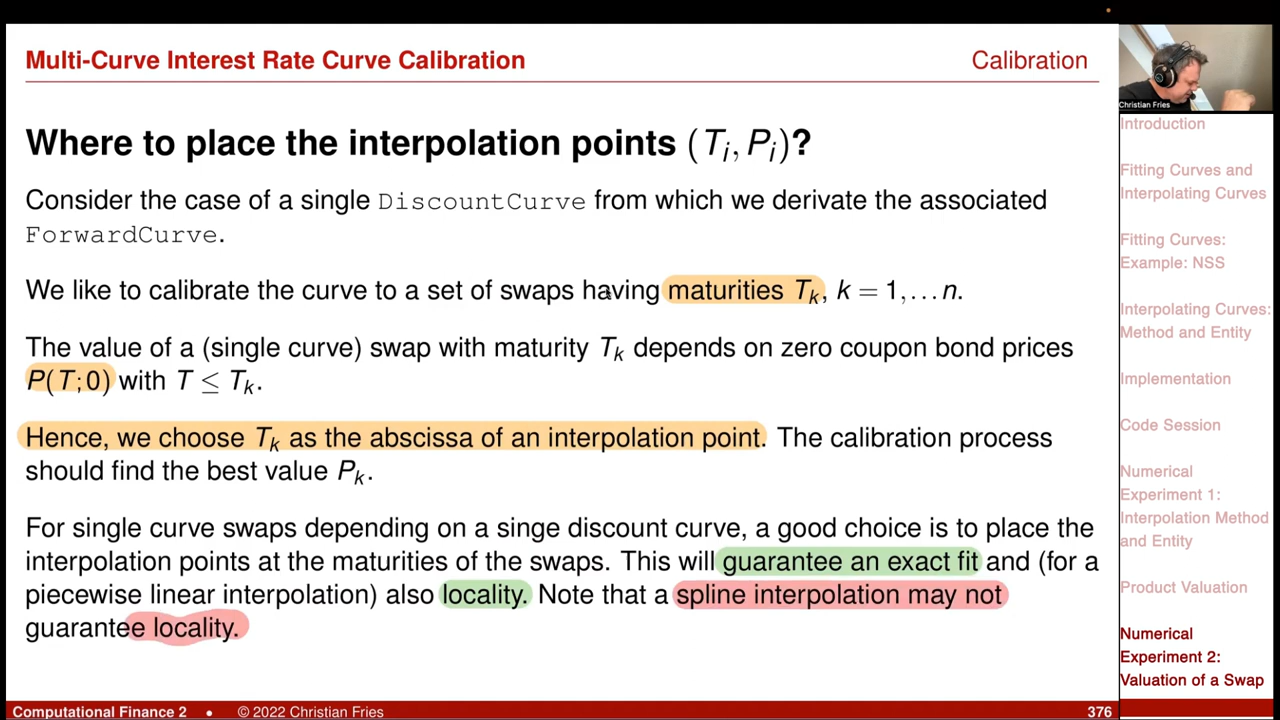 Multi-Curve Interest Rate Curve Calibration
Calibration
Where to place the interpolation points (Ti, Pi)?
Consider the case of a single DiscountCurve from which we derivate the associated
ForwardCurve.
We like to calibrate the curve to a set of swaps having maturities Tk, k = 1,...n.
The value of a (single curve) swap with maturity Tk depends on zero coupon bond prices
P(T;0) with T ≤ Tk.
Hence, we choose Tk as the abscissa of an interpolation point. The calibration process
should find the best value Pk.
For single curve swaps depending on a singe discount curve, a good choice is to place the
interpolation points at the maturities of the swaps. This will guarantee an exact fit and (for a
piecewise linear interpolation) also locality. Note that a spline interpolation may not
guarantee locality.
Christian Fries
Introduction
Fitting Curves and
Interpolating Curves
Fitting Curves:
Example: NSS
Interpolating Curves:
Method and Entity
Implementation
Code Session
Numerical
Experiment 1:
Interpolation Method
and Entity
Product Valuation
Numerical
Experiment 2:
Valuation of a Swap
Computational Finance 2 • © 2022 Christian Fries
376